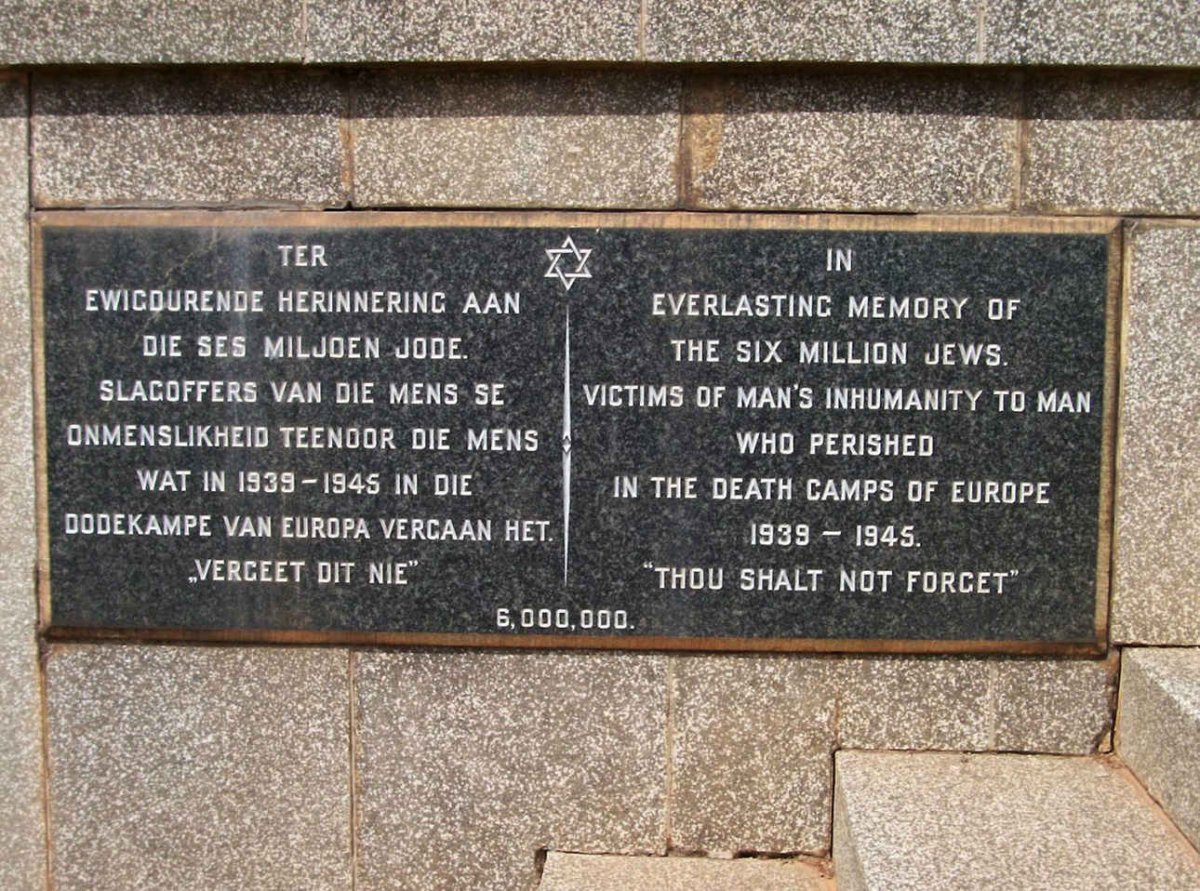 TER
EWIGDURENDE HERINNERING AAN
DIE SES MILJOEN JODE.
SLAGOFFERS VAN DIE MENS SE
ONMENSLIKHEID TEENOOR DIE MENS
WAT IN 1939 – 1945 IN DIE
DODEKAMPE VAN EUROPA VERGAAN HET.
„VERGEET DIT NIE”
IN
EVERLASTING MEMORY OF
THE SIX MILLION JEWS.
VICTIMS OF MAN'S INHUMANITY TO MAN
WHO PERISHED
IN THE DEATH CAMPS OF EUROPE
1939 – 1945.
“THOU SHALT NOT FORGET”
6,000,000.